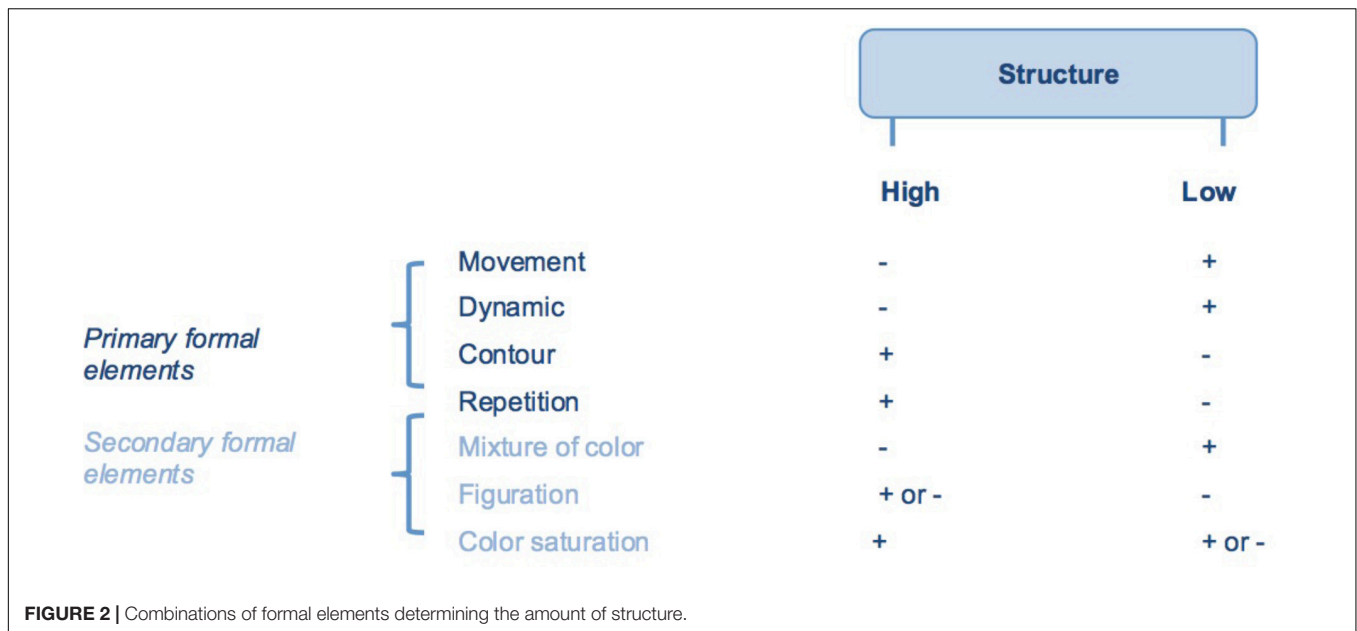 Structure
High Low
Movement - +
Dynamic - +
Primary formal
elements
Contour + -
Repetition + -
Secondary formal
elements
Mixture of color - +
Figuration + or - -
Color saturation + + or -
FIGURE 2 | Combinations of formal elements determining the amount of structure.